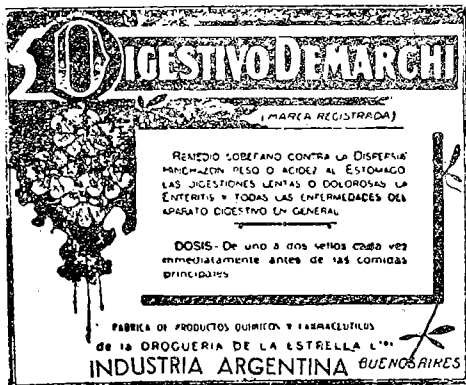 DIGESTIVO DEMARCHI
(MARCA REGISTRADA)
REMEDIO SOBERANO CONTRA LA DISPEPSIA
HINCHAZON PESO O ACIDEZ AL ESTOMAGO
LAS DIGESTIONES LENTAS O DOLOROSAS LA
ENTERITIS Y TODAS LAS ENFERMEDADES DEL
APARATO DIGESTIVO EN GENERAL
DOSIS - De uno a dos sellos cada vez
inmediatamente antes de las comidas
principales
FABRICA DE PRODUCTOS QUIMICOS Y FARMACEUTICOS
de la DROGUERIA DE LA ESTRELLA Lᵀᴰᴬ
INDUSTRIA ARGENTINA BUENOS AIRES